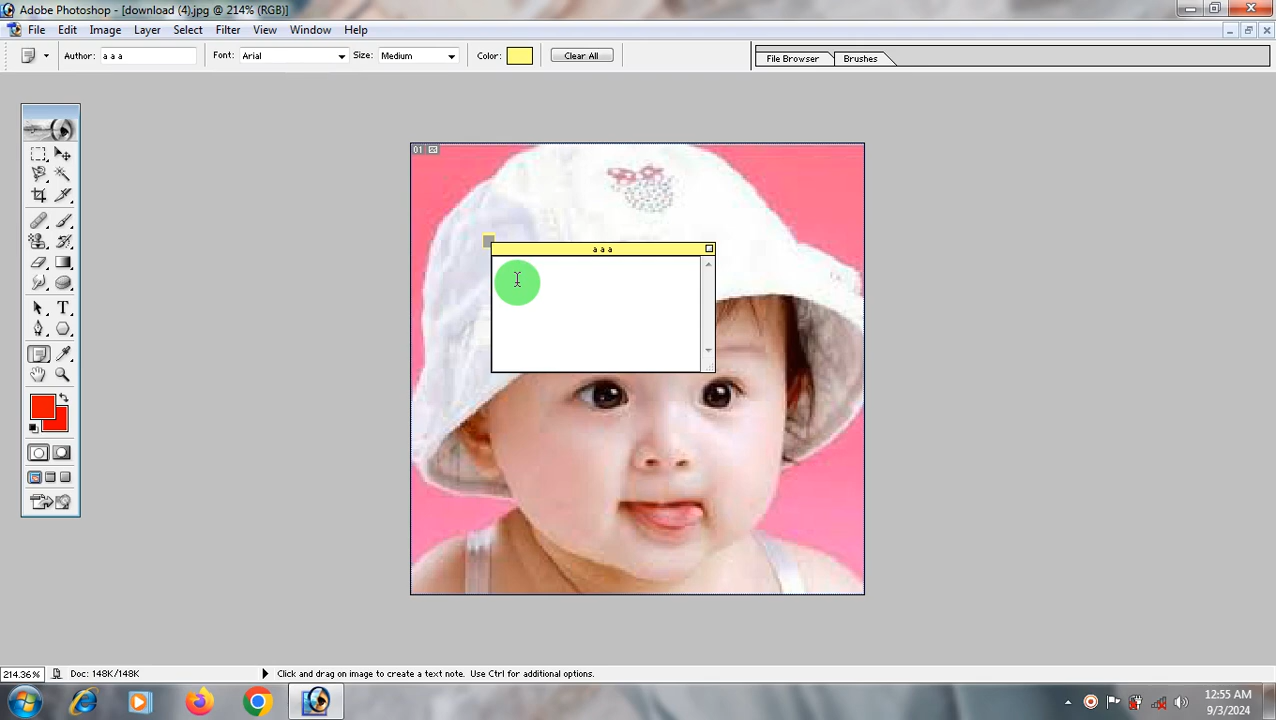 Adobe Photoshop - [download (4).jpg @ 214% (RGB)]
File Edit Image Layer Select Filter View Window Help
Author: a a a Font: Arial Size: Medium Color: Clear All File Browser Brushes
01
a a a
T
214.36% Doc: 148K/148K Click and drag on image to create a text note. Use Ctrl for additional options.
12:55 AM
9/3/2024